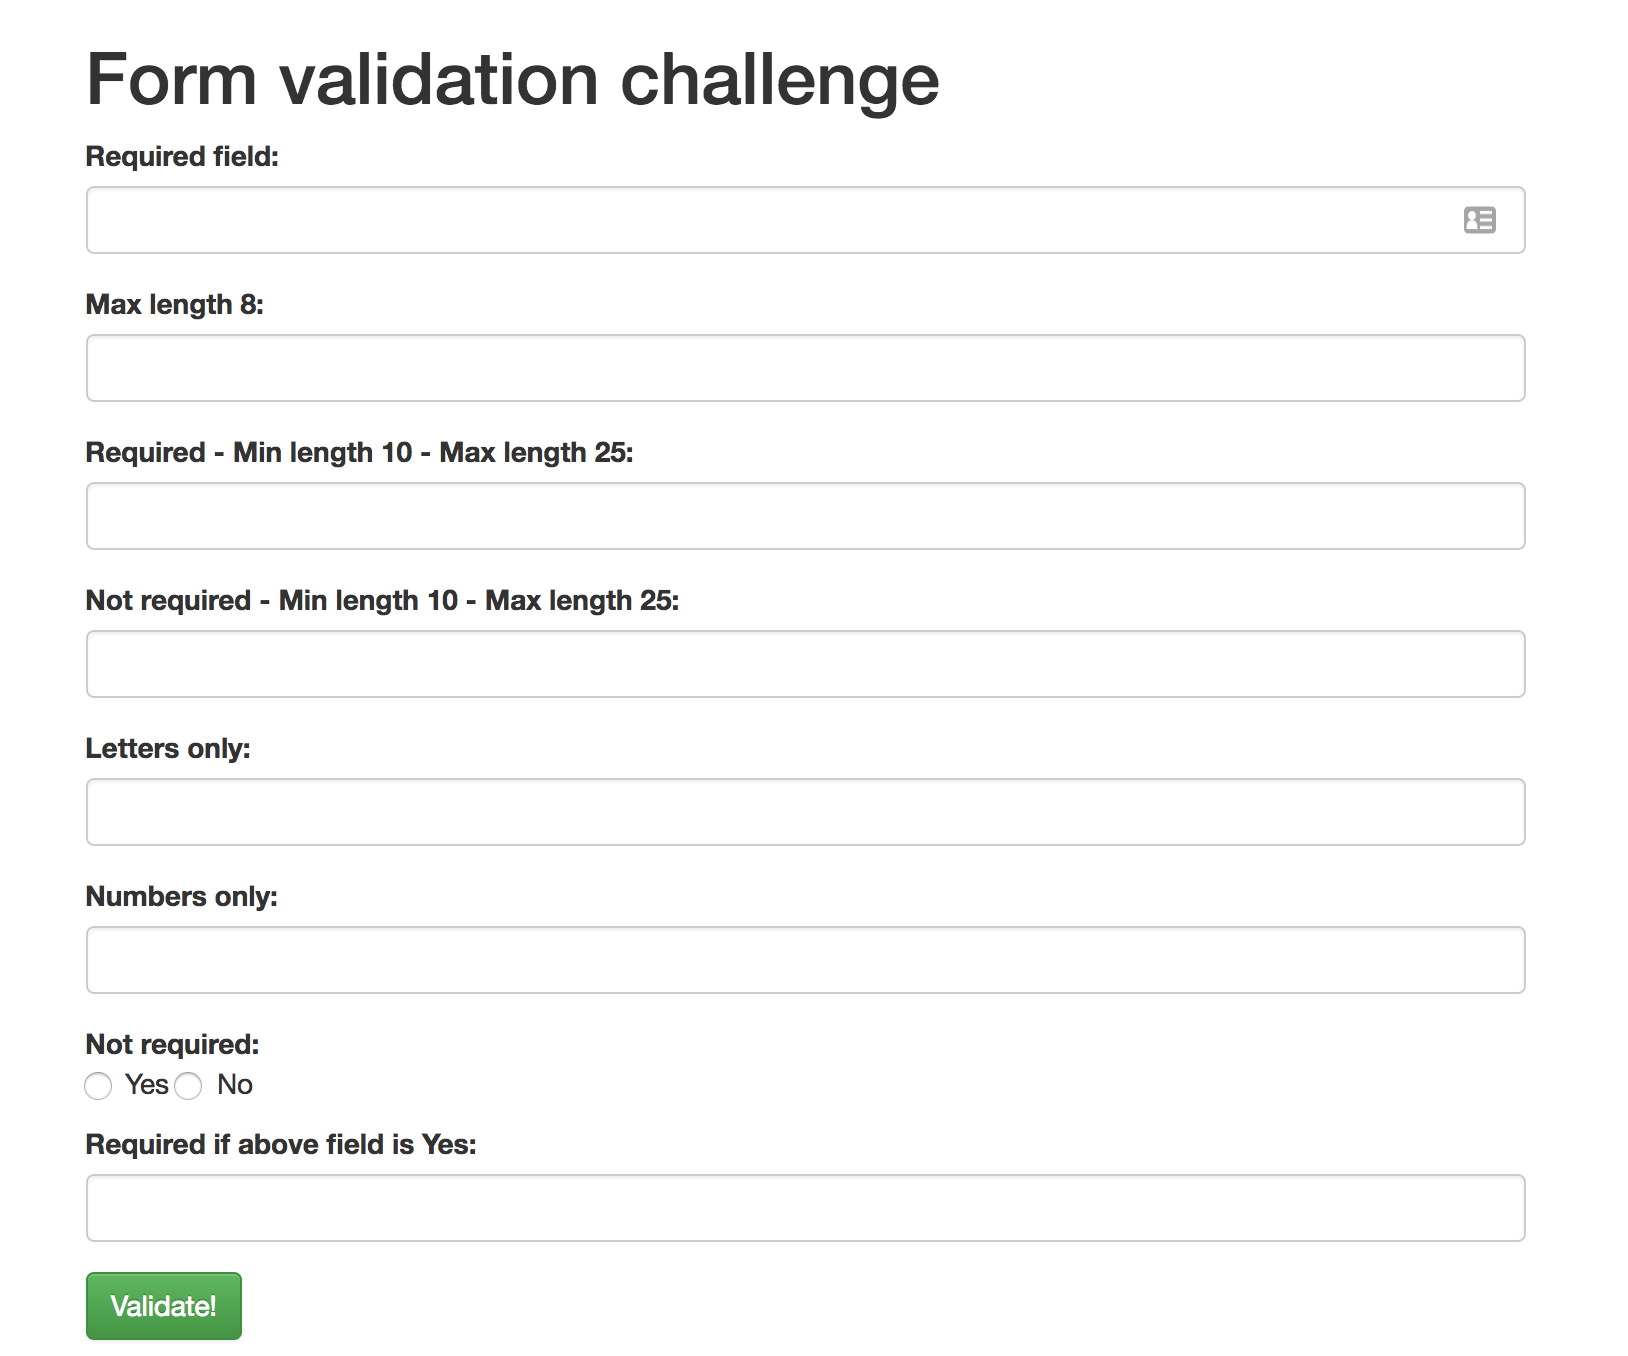 Form validation challenge
Required field:
Max length 8:
Required - Min length 10 - Max length 25:
Not required - Min length 10 - Max length 25:
Letters only:
Numbers only:
Not required:
Yes No
Required if above field is Yes:
Validate!